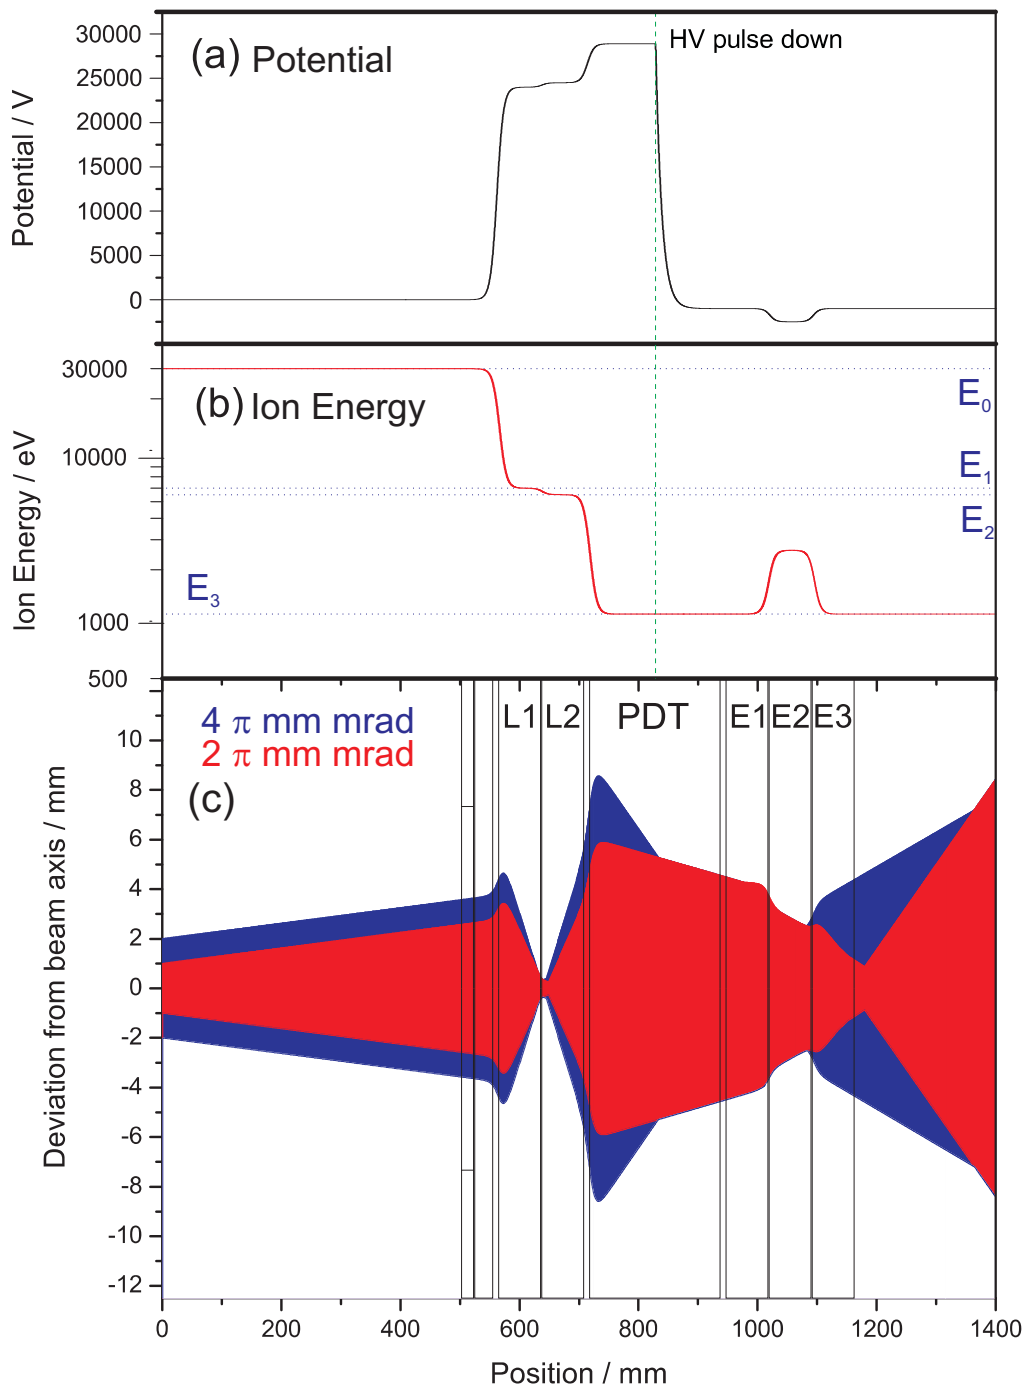 (a) Potential
HV pulse down
Potential / V
30000
25000
20000
15000
10000
5000
0
(b) Ion Energy
Ion Energy / eV
30000
10000
1000
500
E₀
E₁
E₂
E₃
L1 L2 PDT E1 E2 E3
4 π mm mrad
2 π mm mrad
(c)
Deviation from beam axis / mm
10
8
6
4
2
0
-2
-4
-6
-8
-10
-12
0 200 400 600 800 1000 1200 1400
Position / mm